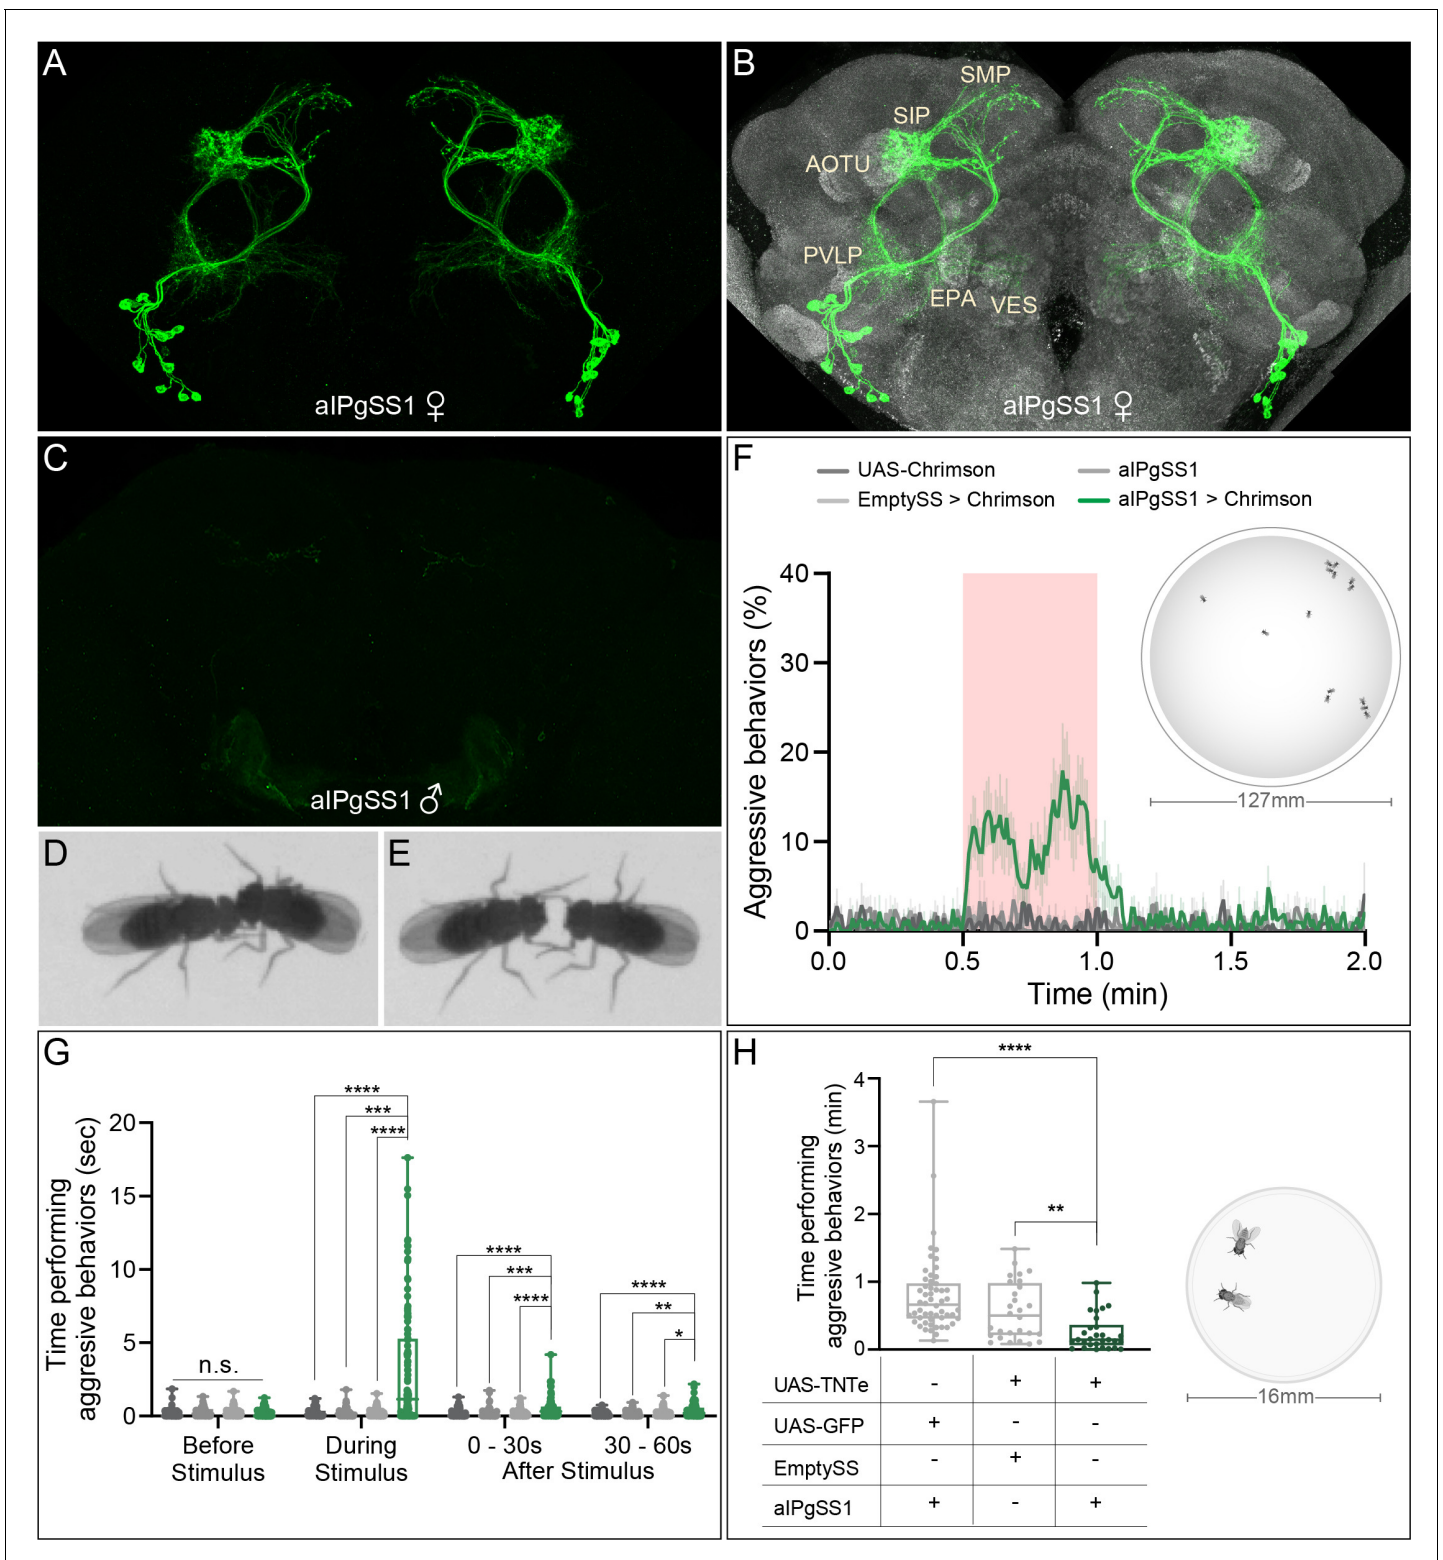 A
aIPgSS1 ♀
B
SMP
SIP
AOTU
PVLP
EPA VES
aIPgSS1 ♀
C
aIPgSS1 ♂
D
E
F
UAS-Chrimson
aIPgSS1
EmptySS > Chrimson
aIPgSS1 > Chrimson
Aggressive behaviors (%)
40
30
20
10
0
0.0 0.5 1.0 1.5 2.0
Time (min)
127mm
G
Time performing
aggresive behaviors (sec)
20
15
10
5
0
n.s.
****
***
****
****
***
****
****
**
*
Before
Stimulus
During
Stimulus
0 - 30s
30 - 60s
After Stimulus
H
Time performing
aggresive behaviors (min)
4
3
2
1
0
****
**
UAS-TNTe - + +
UAS-GFP + - -
EmptySS - + -
aIPgSS1 + - +
16mm